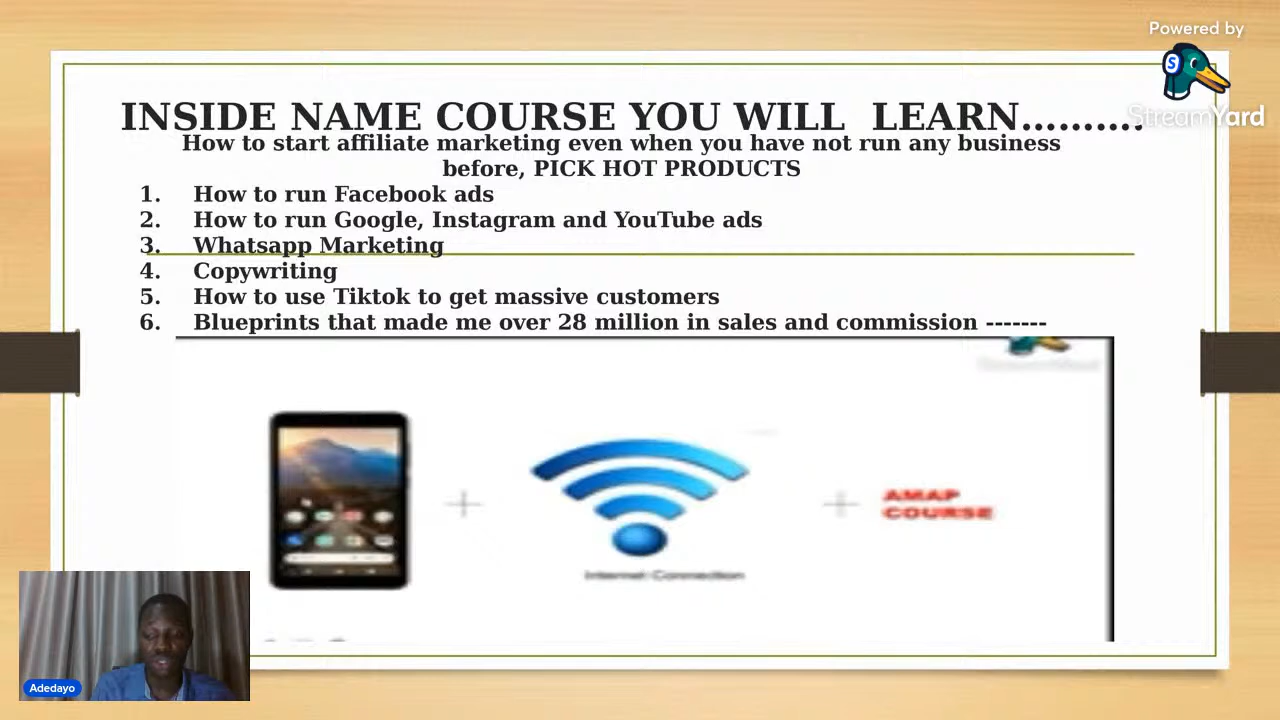 Powered by
StreamYard
INSIDE NAME COURSE YOU WILL LEARN..........
How to start affiliate marketing even when you have not run any business
before, PICK HOT PRODUCTS
1. How to run Facebook ads
2. How to run Google, Instagram and YouTube ads
3. Whatsapp Marketing
4. Copywriting
5. How to use Tiktok to get massive customers
6. Blueprints that made me over 28 million in sales and commission -------
AMAP
COURSE
Internet Connection
Adedayo